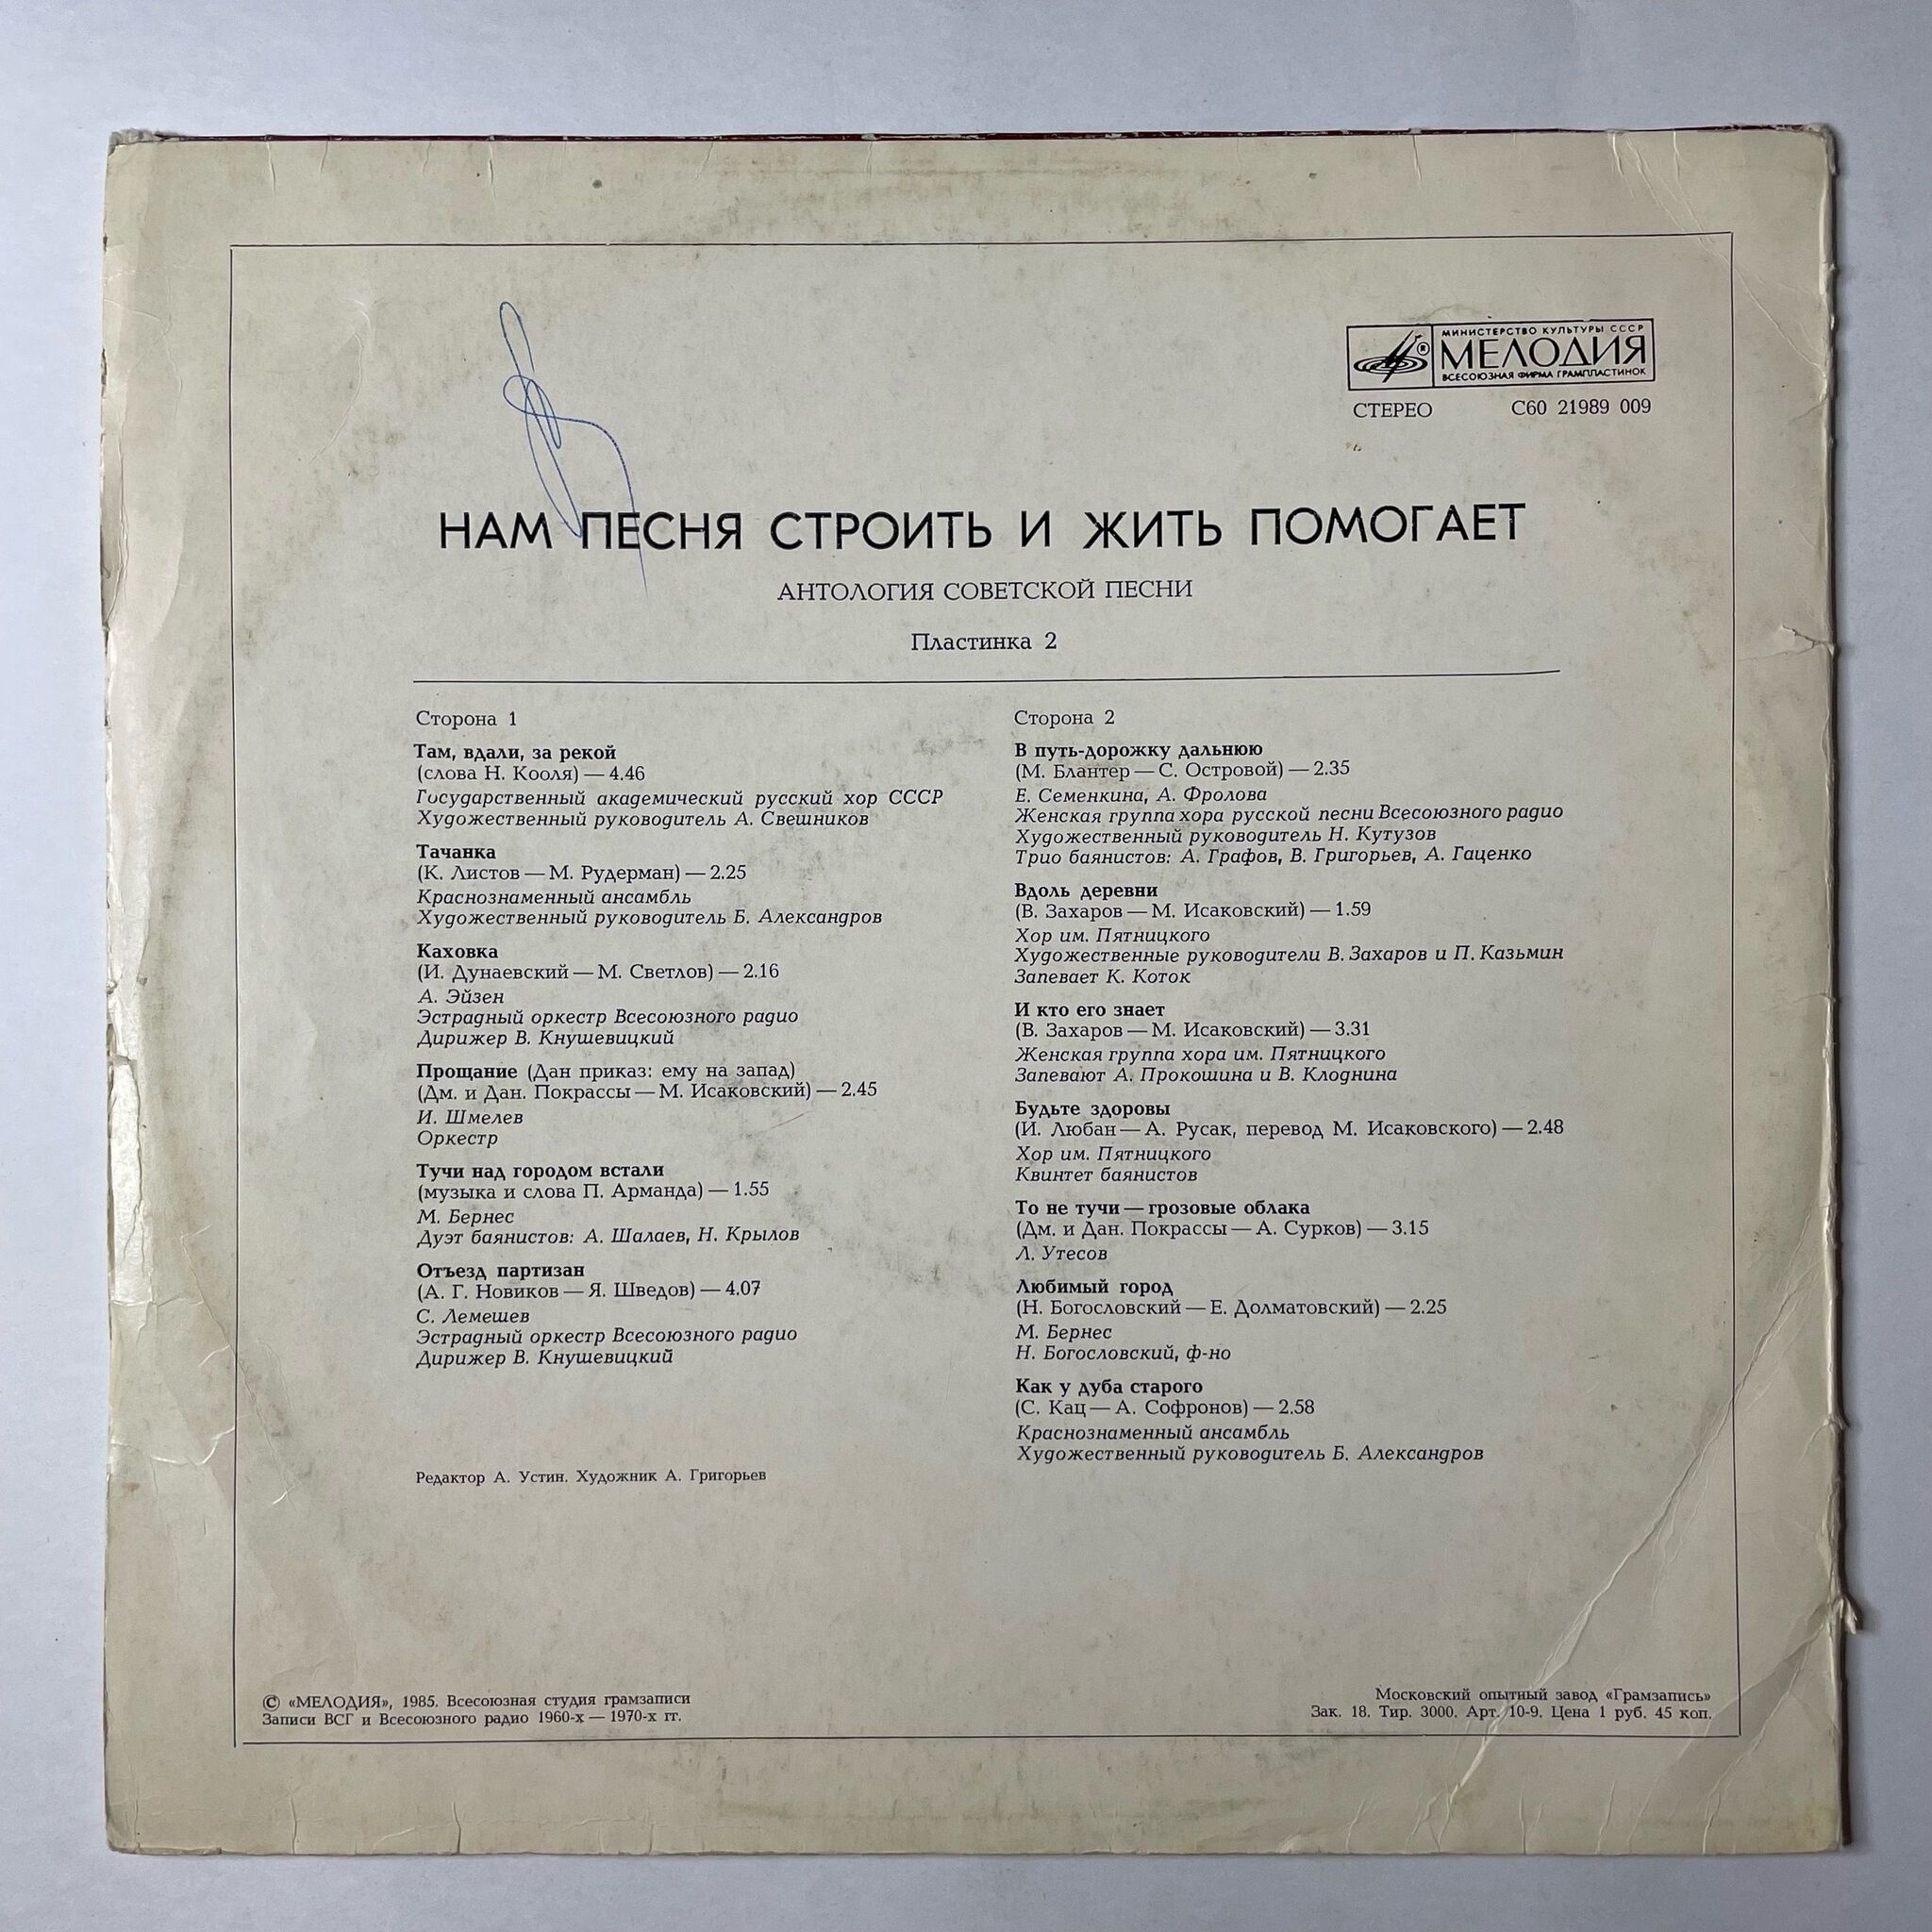 МИНИСТЕРСТВО КУЛЬТУРЫ СССР
МЕЛОДИЯ
ВСЕСОЮЗНАЯ ФИРМА ГРАМПЛАСТИНОК
СТЕРЕО С60 21989 009
НАМ ПЕСНЯ СТРОИТЬ И ЖИТЬ ПОМОГАЕТ
АНТОЛОГИЯ СОВЕТСКОЙ ПЕСНИ
Пластинка 2
Сторона 1
Там, вдали, за рекой
(слова Н. Кооля) — 4.46
Государственный академический русский хор СССР
Художественный руководитель А. Свешников
Тачанка
(К. Листов — М. Рудерман) — 2.25
Краснознаменный ансамбль
Художественный руководитель Б. Александров
Каховка
(И. Дунаевский — М. Светлов) — 2.16
А. Эйзен
Эстрадный оркестр Всесоюзного радио
Дирижер В. Кнушевицкий
Прощание (Дан приказ: ему на запад)
(Дм. и Дан. Покрассы — М. Исаковский) — 2.45
И. Шмелев
Оркестр
Тучи над городом встали
(музыка и слова П. Арманда) — 1.55
М. Бернес
Дуэт баянистов: А. Шалаев, Н. Крылов
Отъезд партизан
(А. Г. Новиков — Я. Шведов) — 4.07
С. Лемешев
Эстрадный оркестр Всесоюзного радио
Дирижер В. Кнушевицкий
Редактор А. Устин. Художник А. Григорьев
Сторона 2
В путь-дорожку дальнюю
(М. Блантер — С. Островой) — 2.35
Е. Семенкина, А. Фролова
Женская группа хора русской песни Всесоюзного радио
Художественный руководитель Н. Кутузов
Трио баянистов: А. Графов, В. Григорьев, А. Гаценко
Вдоль деревни
(В. Захаров — М. Исаковский) — 1.59
Хор им. Пятницкого
Художественные руководители В. Захаров и П. Казьмин
Запевает К. Коток
И кто его знает
(В. Захаров — М. Исаковский) — 3.31
Женская группа хора им. Пятницкого
Запевают А. Прокошина и В. Клоднина
Будьте здоровы
(И. Любан — А. Русак, перевод М. Исаковского) — 2.48
Хор им. Пятницкого
Квинтет баянистов
То не тучи — грозовые облака
(Дм. и Дан. Покрассы — А. Сурков) — 3.15
Л. Утесов
Любимый город
(Н. Богословский — Е. Долматовский) — 2.25
М. Бернес
Н. Богословский, ф-но
Как у дуба старого
(С. Кац — А. Софронов) — 2.58
Краснознаменный ансамбль
Художественный руководитель Б. Александров
© «МЕЛОДИЯ», 1985. Всесоюзная студия грамзаписи
Записи ВСГ и Всесоюзного радио 1960-х — 1970-х гг.
Московский опытный завод «Грамзапись»
Зак. 18. Тир. 3000. Арт. 10-9. Цена 1 руб. 45 коп.